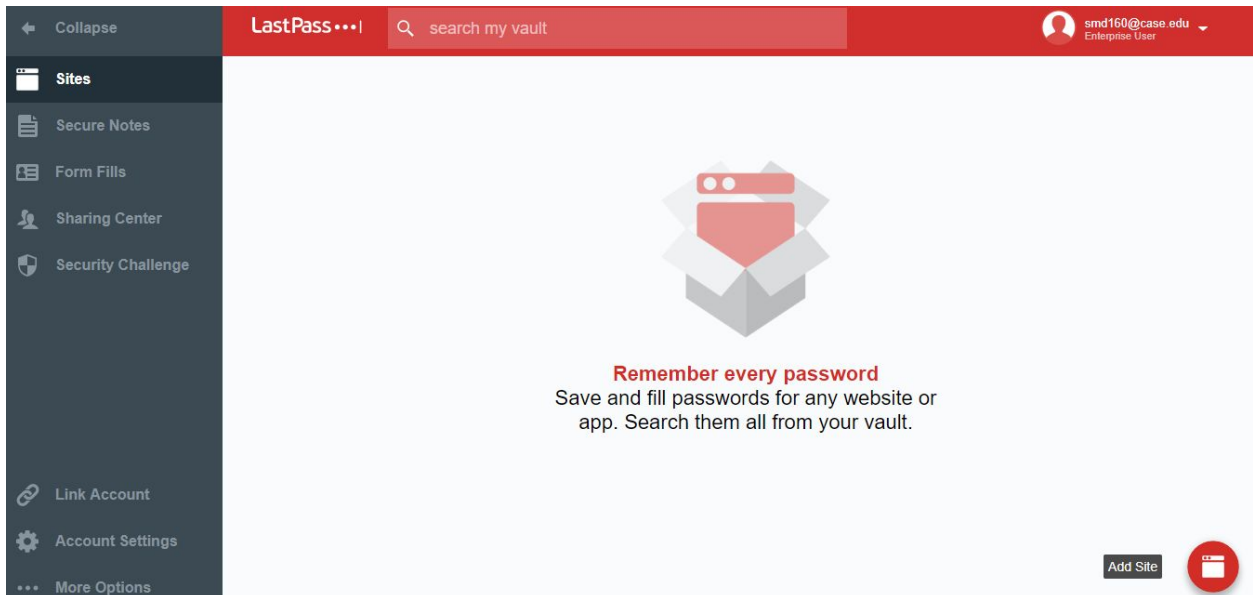 Collapse
LastPass••••|
search my vault
smd160@case.edu
Enterprise User
Sites
Secure Notes
Form Fills
Sharing Center
Security Challenge
Remember every password
Save and fill passwords for any website or
app. Search them all from your vault.
Link Account
Account Settings
More Options
Add Site